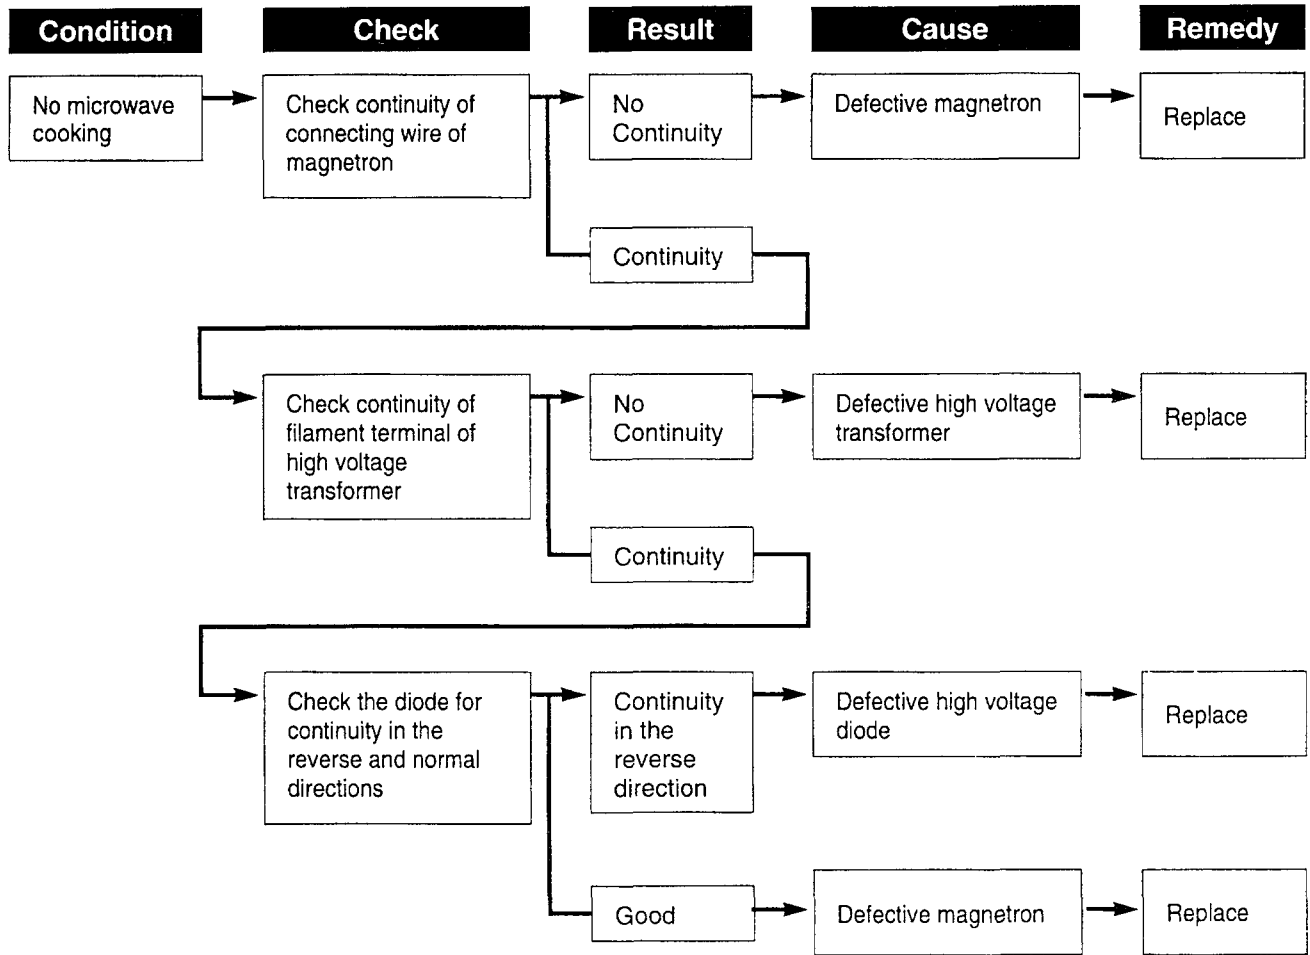 Condition
Check
Result
Cause
Remedy
No microwave
cooking
Check continuity of
connecting wire of
magnetron
No
Continuity
Defective magnetron
Replace
Continuity
Check continuity of
filament terminal of
high voltage
transformer
No
Continuity
Defective high voltage
transformer
Replace
Continuity
Check the diode for
continuity in the
reverse and normal
directions
Continuity
in the
reverse
direction
Defective high voltage
diode
Replace
Good
Defective magnetron
Replace